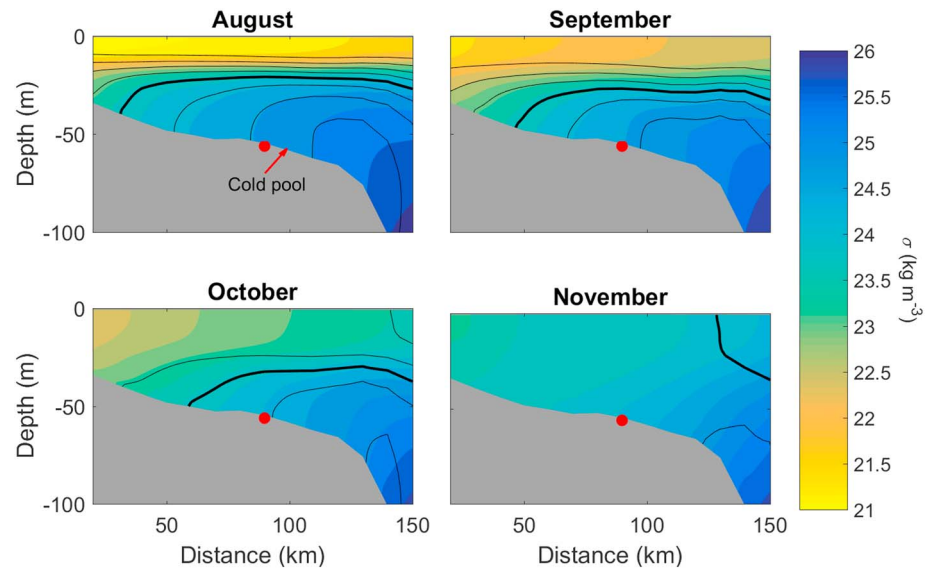 August
September
0
-50
-100
Depth (m)
Cold pool
October
November
0
-50
-100
Depth (m)
50
100
150
Distance (km)
50
100
150
Distance (km)
26
25.5
25
24.5
24
23.5
23
22.5
22
21.5
21
σ (kg m⁻³)